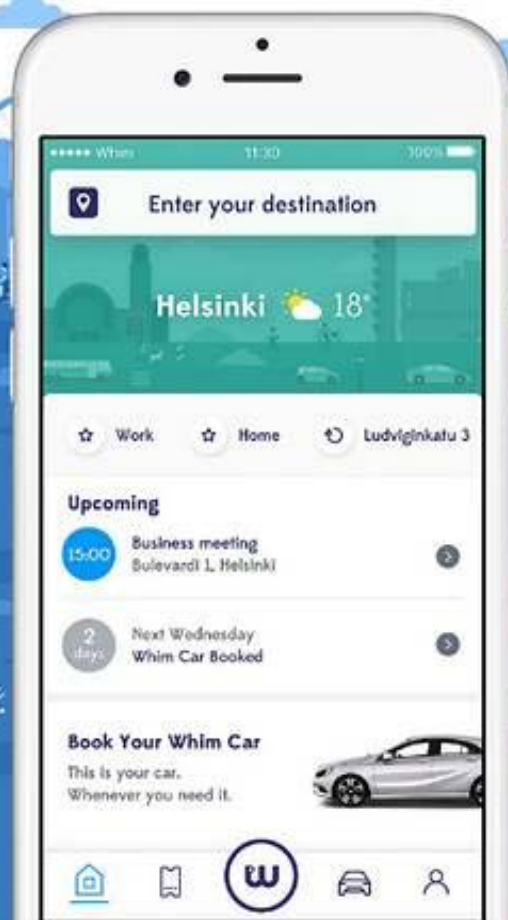 Whim 11:30 100%
Enter your destination
Helsinki 18°
Work Home Ludviginkatu 3
Upcoming
15:00
Business meeting
Bulevardi 1, Helsinki
2
days
Next Wednesday
Whim Car Booked
Book Your Whim Car
This is your car.
Whenever you need it.
W